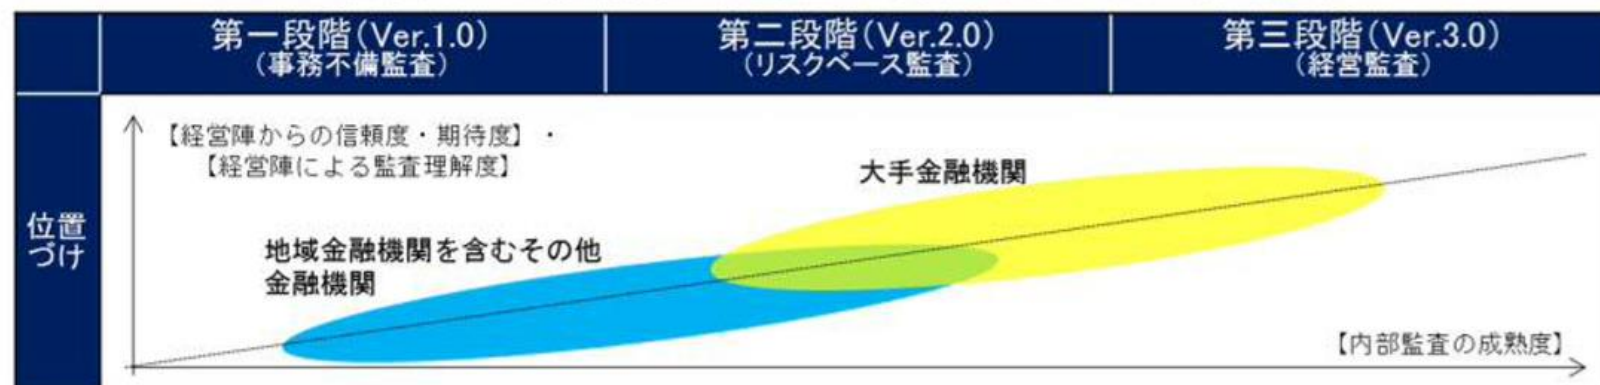 第一段階(Ver.1.0)
(事務不備監査)
第二段階(Ver.2.0)
(リスクベース監査)
第三段階(Ver.3.0)
(経営監査)
位置
づけ
【経営陣からの信頼度・期待度】・
【経営陣による監査理解度】
大手金融機関
地域金融機関を含むその他
金融機関
【内部監査の成熟度】